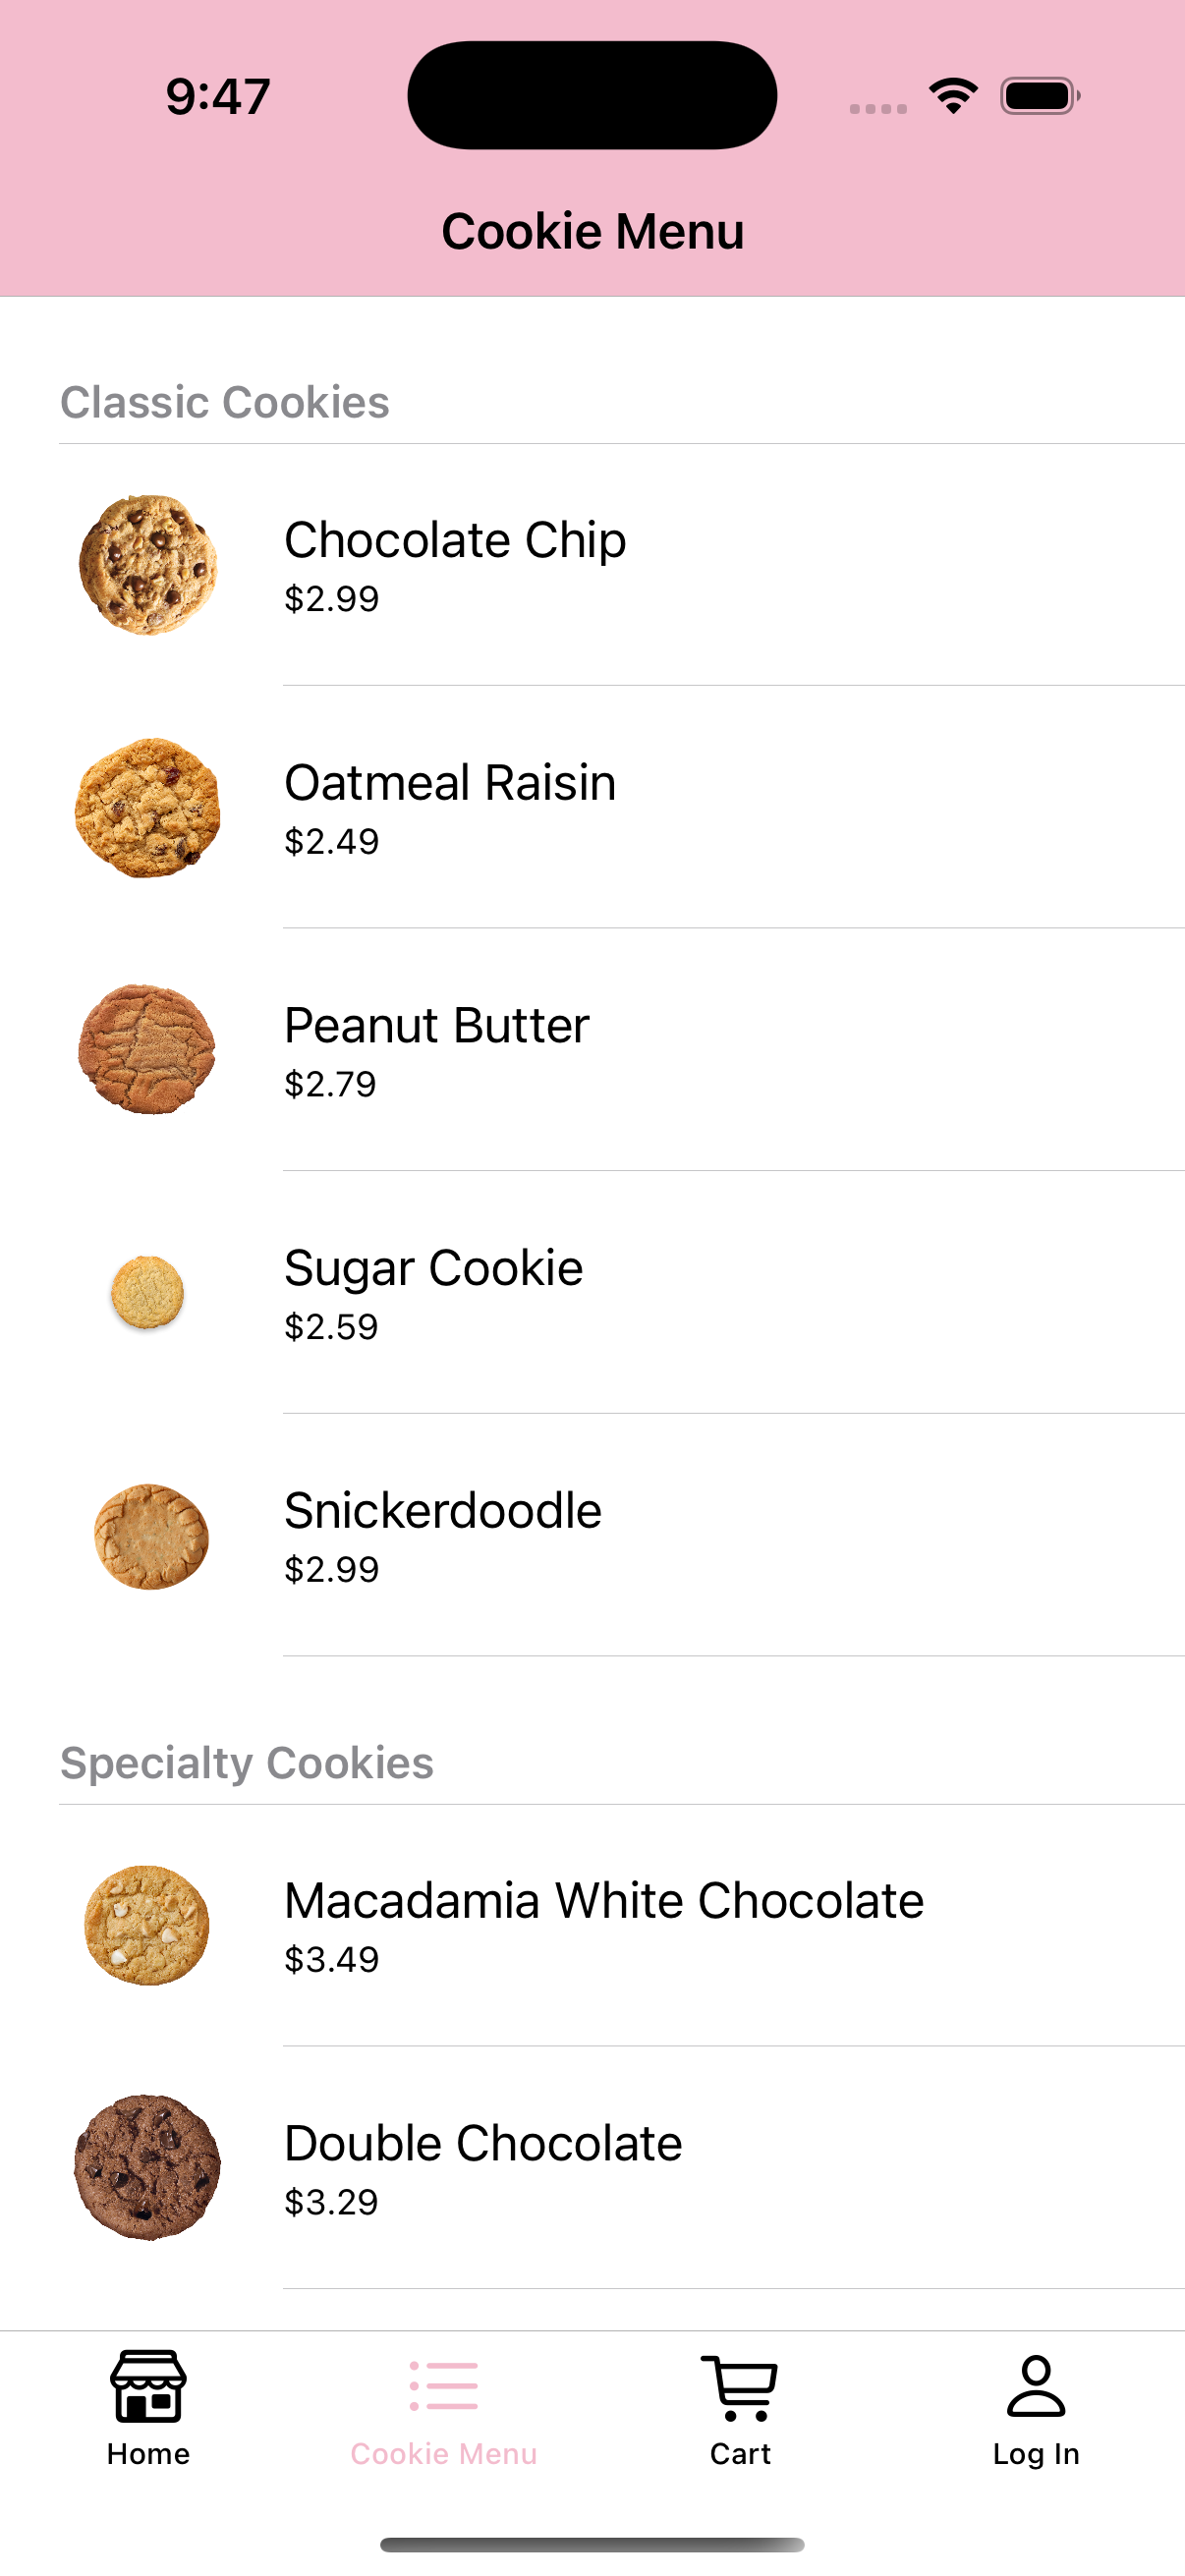 9:47
Cookie Menu
Classic Cookies
Chocolate Chip
$2.99
Oatmeal Raisin
$2.49
Peanut Butter
$2.79
Sugar Cookie
$2.59
Snickerdoodle
$2.99
Specialty Cookies
Macadamia White Chocolate
$3.49
Double Chocolate
$3.29
Home
Cookie Menu
Cart
Log In